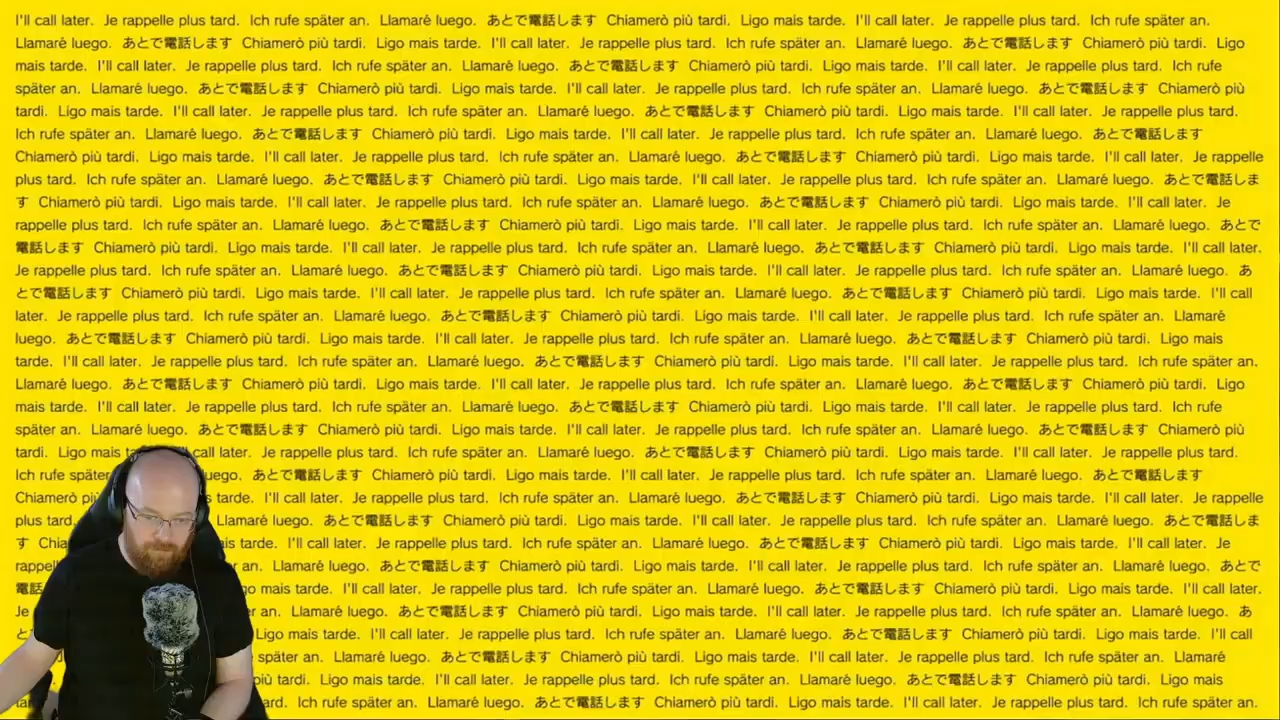 I'll call later. Je rappelle plus tard. Ich rufe später an. Llamaré luego. あとで電話します Chiamerò più tardi. Ligo mais tarde. I'll call later. Je rappelle plus tard. Ich rufe später an.
Llamaré luego. あとで電話します Chiamerò più tardi. Ligo mais tarde. I'll call later. Je rappelle plus tard. Ich rufe später an. Llamaré luego. あとで電話します Chiamerò più tardi. Ligo
mais tarde. I'll call later. Je rappelle plus tard. Ich rufe später an. Llamaré luego. あとで電話します Chiamerò più tardi. Ligo mais tarde. I'll call later. Je rappelle plus tard. Ich rufe
später an. Llamaré luego. あとで電話します Chiamerò più tardi. Ligo mais tarde. I'll call later. Je rappelle plus tard. Ich rufe später an. Llamaré luego. あとで電話します Chiamerò più
tardi. Ligo mais tarde. I'll call later. Je rappelle plus tard. Ich rufe später an. Llamaré luego. あとで電話します Chiamerò più tardi. Ligo mais tarde. I'll call later. Je rappelle plus tard.
Ich rufe später an. Llamaré luego. あとで電話します Chiamerò più tardi. Ligo mais tarde. I'll call later. Je rappelle plus tard. Ich rufe später an. Llamaré luego. あとで電話します
Chiamerò più tardi. Ligo mais tarde. I'll call later. Je rappelle plus tard. Ich rufe später an. Llamaré luego. あとで電話します Chiamerò più tardi. Ligo mais tarde. I'll call later. Je rappelle
plus tard. Ich rufe später an. Llamaré luego. あとで電話します Chiamerò più tardi. Ligo mais tarde. I'll call later. Je rappelle plus tard. Ich rufe später an. Llamaré luego. あとで電話しま
す Chiamerò più tardi. Ligo mais tarde. I'll call later. Je rappelle plus tard. Ich rufe später an. Llamaré luego. あとで電話します Chiamerò più tardi. Ligo mais tarde. I'll call later. Je
rappelle plus tard. Ich rufe später an. Llamaré luego. あとで電話します Chiamerò più tardi. Ligo mais tarde. I'll call later. Je rappelle plus tard. Ich rufe später an. Llamaré luego. あとで
電話します Chiamerò più tardi. Ligo mais tarde. I'll call later. Je rappelle plus tard. Ich rufe später an. Llamaré luego. あとで電話します Chiamerò più tardi. Ligo mais tarde. I'll call later.
Je rappelle plus tard. Ich rufe später an. Llamaré luego. あとで電話します Chiamerò più tardi. Ligo mais tarde. I'll call later. Je rappelle plus tard. Ich rufe später an. Llamaré luego. あ
とで電話します Chiamerò più tardi. Ligo mais tarde. I'll call later. Je rappelle plus tard. Ich rufe später an. Llamaré luego. あとで電話します Chiamerò più tardi. Ligo mais tarde. I'll call
later. Je rappelle plus tard. Ich rufe später an. Llamaré luego. あとで電話します Chiamerò più tardi. Ligo mais tarde. I'll call later. Je rappelle plus tard. Ich rufe später an. Llamaré
luego. あとで電話します Chiamerò più tardi. Ligo mais tarde. I'll call later. Je rappelle plus tard. Ich rufe später an. Llamaré luego. あとで電話します Chiamerò più tardi. Ligo mais
tarde. I'll call later. Je rappelle plus tard. Ich rufe später an. Llamaré luego. あとで電話します Chiamerò più tardi. Ligo mais tarde. I'll call later. Je rappelle plus tard. Ich rufe später an.
Llamaré luego. あとで電話します Chiamerò più tardi. Ligo mais tarde. I'll call later. Je rappelle plus tard. Ich rufe später an. Llamaré luego. あとで電話します Chiamerò più tardi. Ligo
mais tarde. I'll call later. Je rappelle plus tard. Ich rufe später an. Llamaré luego. あとで電話します Chiamerò più tardi. Ligo mais tarde. I'll call later. Je rappelle plus tard. Ich rufe
später an. Llamaré luego. あとで電話します Chiamerò più tardi. Ligo mais tarde. I'll call later. Je rappelle plus tard. Ich rufe später an. Llamaré luego. あとで電話します Chiamerò più
tardi. Ligo mais call later. Je rappelle plus tard. Ich rufe später an. Llamaré luego. あとで電話します Chiamerò più tardi. Ligo mais tarde. I'll call later. Je rappelle plus tard.
Ich rufe später あとで電話します Chiamerò più tardi. Ligo mais tarde. I'll call later. Je rappelle plus tard. Ich rufe später an. Llamaré luego. あとで電話します
Chiamerò tarde. I'll call later. Je rappelle plus tard. Ich rufe später an. Llamaré luego. あとで電話します Chiamerò più tardi. Ligo mais tarde. I'll call later. Je rappelle
plus tard. Llamaré luego. あとで電話します Chiamerò più tardi. Ligo mais tarde. I'll call later. Je rappelle plus tard. Ich rufe später an. Llamaré luego. あとで電話しま
す tarde. I'll call later. Je rappelle plus tard. Ich rufe später an. Llamaré luego. あとで電話します Chiamerò più tardi. Ligo mais tarde. I'll call later. Je
an. Llamaré luego. あとで電話します Chiamerò più tardi. Ligo mais tarde. I'll call later. Je rappelle plus tard. Ich rufe später an. Llamaré luego. あとで
電話 mais tarde. I'll call later. Je rappelle plus tard. Ich rufe später an. Llamaré luego. あとで電話します Chiamerò più tardi. Ligo mais tarde. I'll call later.
Je an. Llamaré luego. あとで電話します Chiamerò più tardi. Ligo mais tarde. I'll call later. Je rappelle plus tard. Ich rufe später an. Llamaré luego. あ
と Ligo mais tarde. I'll call later. Je rappelle plus tard. Ich rufe später an. Llamaré luego. あとで電話します Chiamerò più tardi. Ligo mais tarde. I'll call
später an. Llamaré luego. あとで電話します Chiamerò più tardi. Ligo mais tarde. I'll call later. Je rappelle plus tard. Ich rufe später an. Llamaré
più tardi. Ligo mais tarde. I'll call later. Je rappelle plus tard. Ich rufe später an. Llamaré luego. あとで電話します Chiamerò più tardi. Ligo mais
Ich rufe später an. Llamaré luego. あとで電話します Chiamerò più tardi. Ligo mais tarde. I'll call later. Je rappelle plus tard. Ich rufe später an.